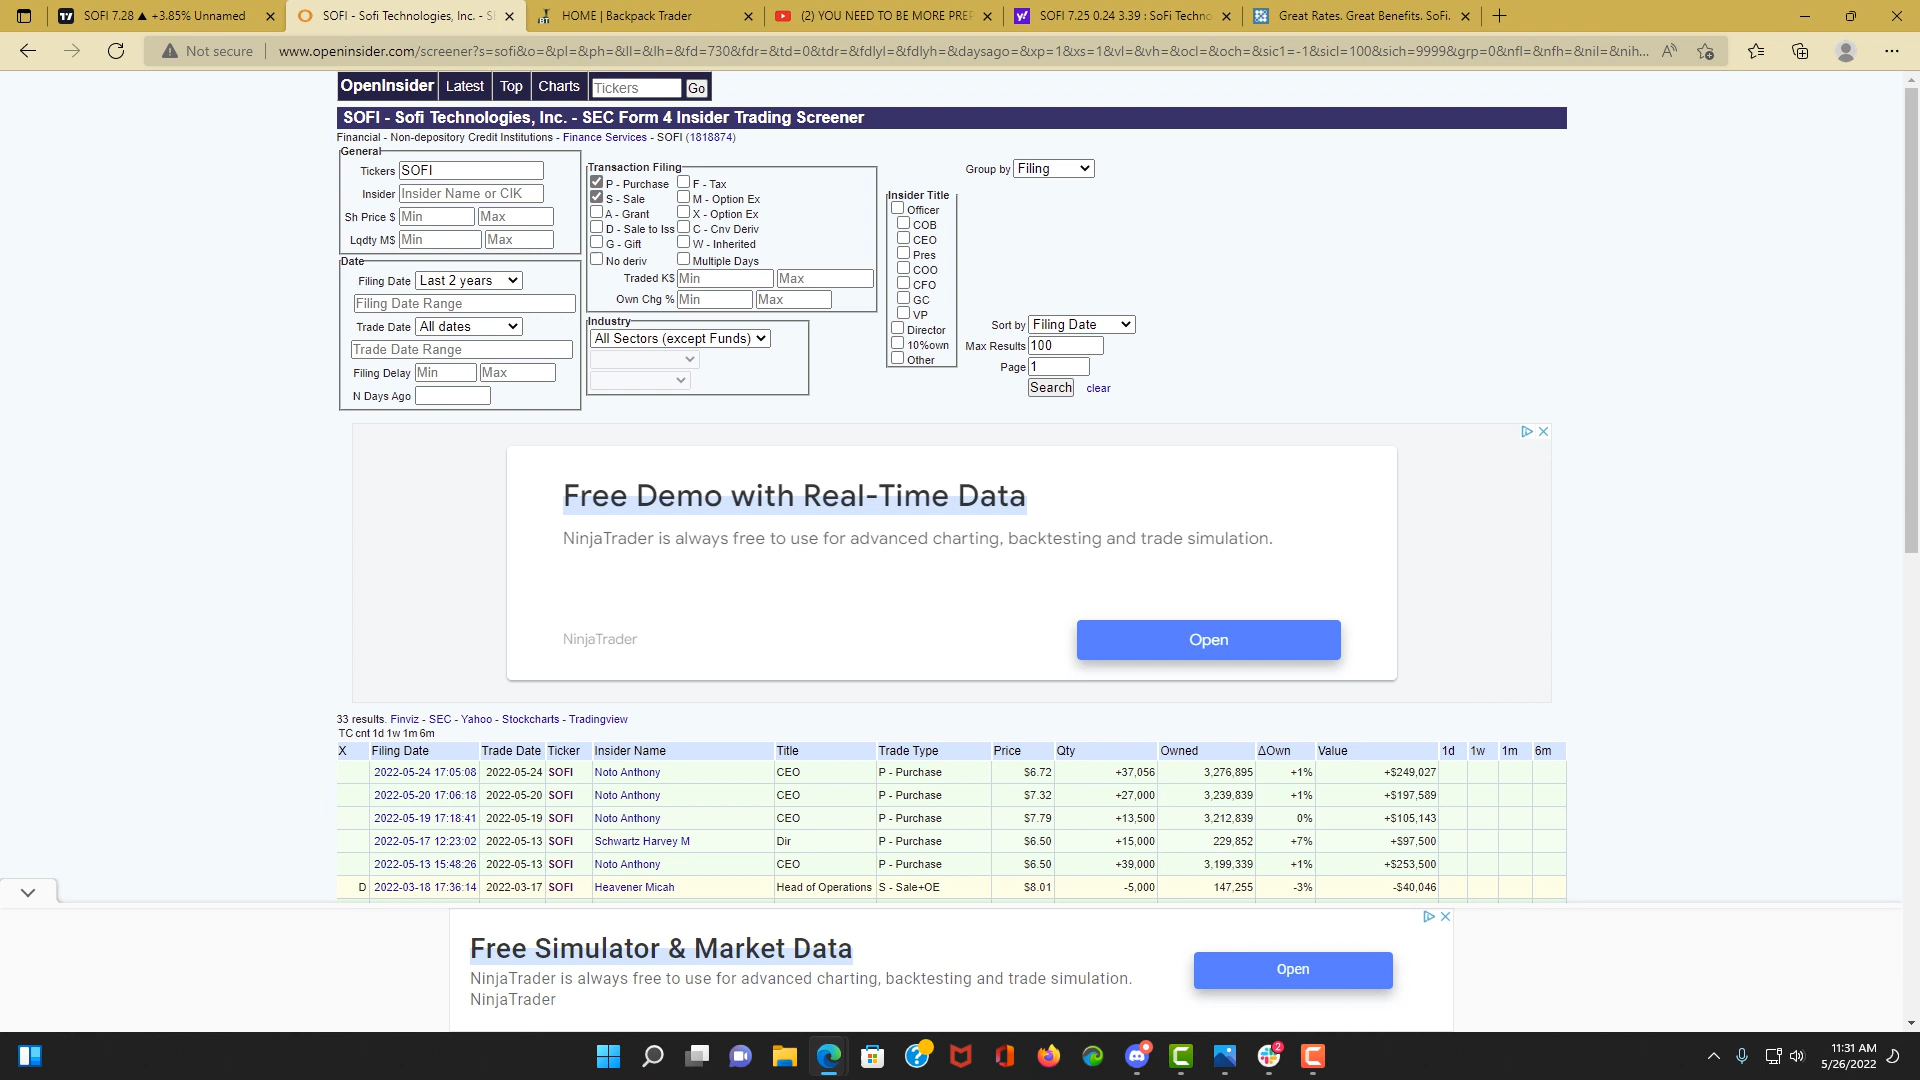 SOFI 7.28 ▲ +3.85% Unnamed
SOFI - Sofi Technologies, Inc. - SE
HOME | Backpack Trader
(2) YOU NEED TO BE MORE PREP
SOFI 7.25 0.24 3.39 : SoFi Techno
Great Rates. Great Benefits. SoFi.
Not secure
www.openinsider.com/screener?s=sofi&o=&pl=&ph=&ll=&lh=&fd=730&fdr=&td=0&tdr=&fdlyl=&fdlyh=&daysago=&xp=1&xs=1&vl=&vh=&ocl=&och=&sic1=-1&sicl=100&sich=9999&grp=0&nfl=&nfh=&nil=&nih...
OpenInsider Latest Top Charts Tickers Go
SOFI - Sofi Technologies, Inc. - SEC Form 4 Insider Trading Screener
Financial - Non-depository Credit Institutions - Finance Services - SOFI (1818874)
General
Tickers SOFI
Insider Insider Name or CIK
Sh Price $ Min Max
Lqdty M$ Min Max
Date
Filing Date Last 2 years
Filing Date Range
Trade Date All dates
Trade Date Range
Filing Delay Min Max
N Days Ago
Transaction Filing
P - Purchase F - Tax
S - Sale M - Option Ex
A - Grant X - Option Ex
D - Sale to Iss C - Cnv Deriv
G - Gift W - Inherited
No deriv Multiple Days
Traded K$ Min Max
Own Chg % Min Max
Industry
All Sectors (except Funds)
Insider Title
Officer
COB
CEO
Pres
COO
CFO
GC
VP
Director
10%own
Other
Group by Filing
Sort by Filing Date
Max Results 100
Page 1
Search clear
Free Demo with Real-Time Data
NinjaTrader is always free to use for advanced charting, backtesting and trade simulation.
NinjaTrader
Open
33 results. Finviz - SEC - Yahoo - Stockcharts - Tradingview
TC cnt 1d 1w 1m 6m
X Filing Date Trade Date Ticker Insider Name Title Trade Type Price Qty Owned ΔOwn Value 1d 1w 1m 6m
2022-05-24 17:05:08 2022-05-24 SOFI Noto Anthony CEO P - Purchase $6.72 +37,056 3,276,895 +1% +$249,027
2022-05-20 17:06:18 2022-05-20 SOFI Noto Anthony CEO P - Purchase $7.32 +27,000 3,239,839 +1% +$197,589
2022-05-19 17:18:41 2022-05-19 SOFI Noto Anthony CEO P - Purchase $7.79 +13,500 3,212,839 0% +$105,143
2022-05-17 12:23:02 2022-05-13 SOFI Schwartz Harvey M Dir P - Purchase $6.50 +15,000 229,852 +7% +$97,500
2022-05-13 15:48:26 2022-05-13 SOFI Noto Anthony CEO P - Purchase $6.50 +39,000 3,199,339 +1% +$253,500
D 2022-03-18 17:36:14 2022-03-17 SOFI Heavener Micah Head of Operations S - Sale+OE $8.01 -5,000 147,255 -3% -$40,046
Free Simulator & Market Data
NinjaTrader is always free to use for advanced charting, backtesting and trade simulation.
NinjaTrader
Open
2
11:31 AM
5/26/2022